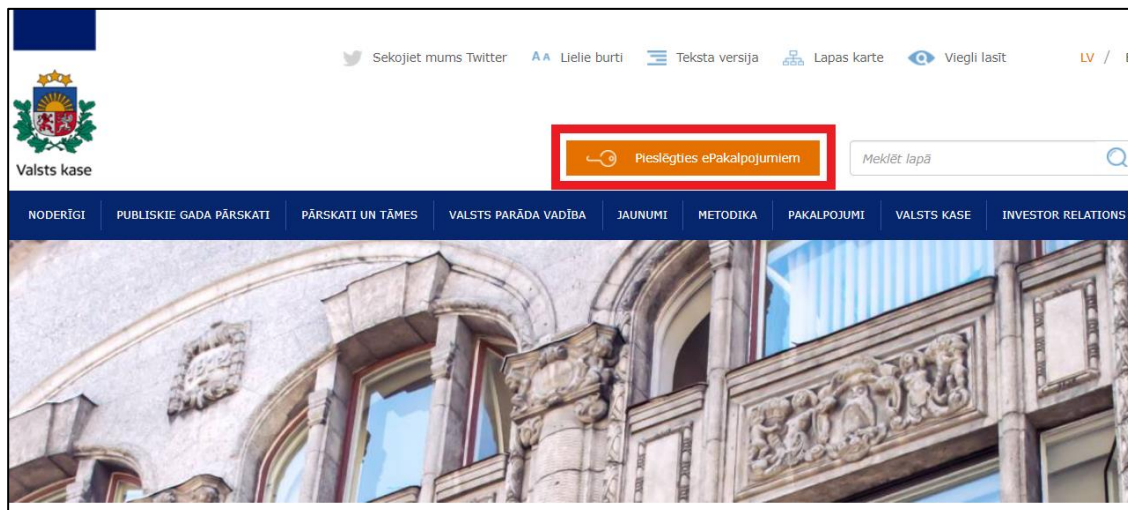 Sekojiet mums Twitter AA Lielie burti Teksta versija Lapas karte Viegli lasīt LV /
Valsts kase
Pieslēgties ePakalpojumiem
Meklēt lapā
NODERĪGI PUBLISKIE GADA PĀRSKATI PĀRSKATI UN TĀMES VALSTS PARĀDA VADĪBA JAUNUMI METODIKA PAKALPOJUMI VALSTS KASE INVESTOR RELATIONS